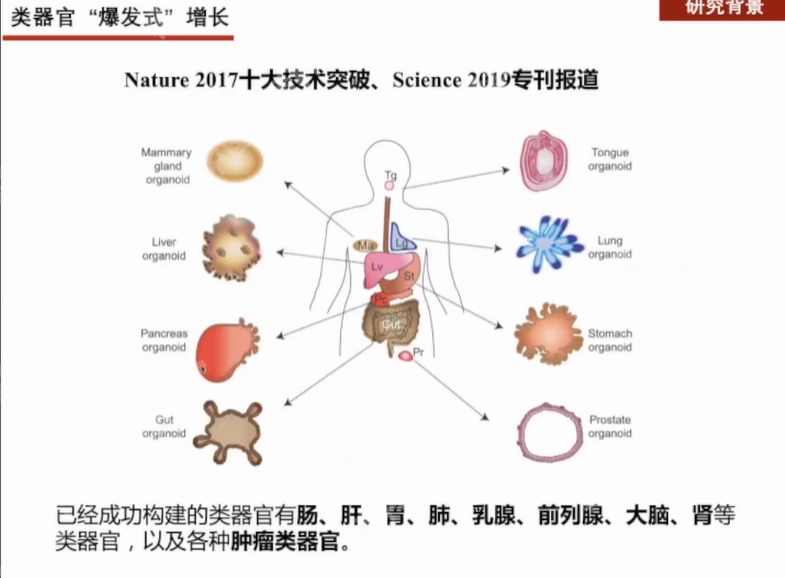 类器官“爆发式”增长
研究背景
Nature 2017十大技术突破、Science 2019专刊报道
Mammary
gland
organoid
Tongue
organoid
Tg
Liver
organoid
Ma
Lg
Lung
organoid
Lv
St
Pc
Pancreas
organoid
Gut
Stomach
organoid
Pr
Gut
organoid
Prostate
organoid
已经成功构建的类器官有肠、肝、胃、肺、乳腺、前列腺、大脑、肾等
类器官，以及各种肿瘤类器官。